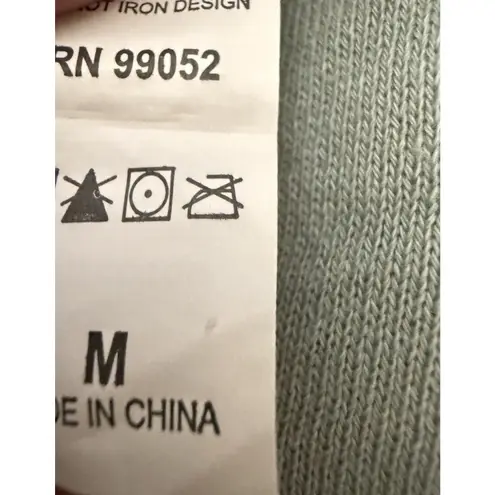 IRON DESIGN
RN 99052
M
IN CHINA